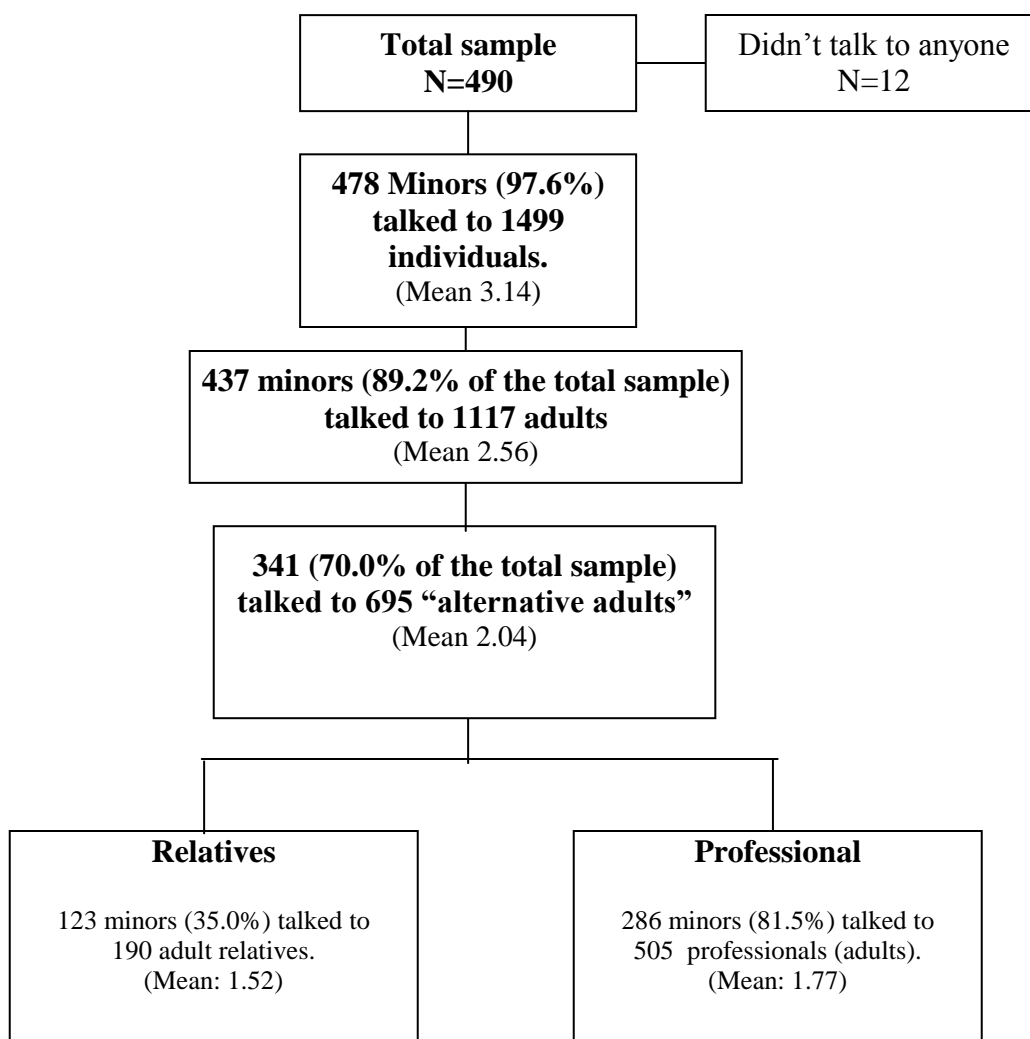 Total sample
N=490
Didn’t talk to anyone
N=12
478 Minors (97.6%)
talked to 1499
individuals.
(Mean 3.14)
437 minors (89.2% of the total sample)
talked to 1117 adults
(Mean 2.56)
341 (70.0% of the total sample)
talked to 695 “alternative adults”
(Mean 2.04)
Relatives
123 minors (35.0%) talked to
190 adult relatives.
(Mean: 1.52)
Professional
286 minors (81.5%) talked to
505 professionals (adults).
(Mean: 1.77)